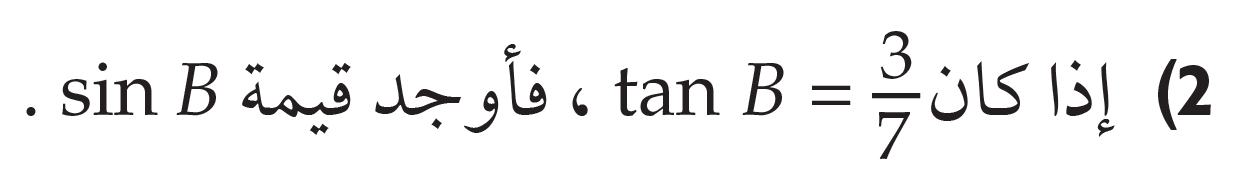 2) إذا كان tan B = 3/7 ، فأوجد قيمة sin B .